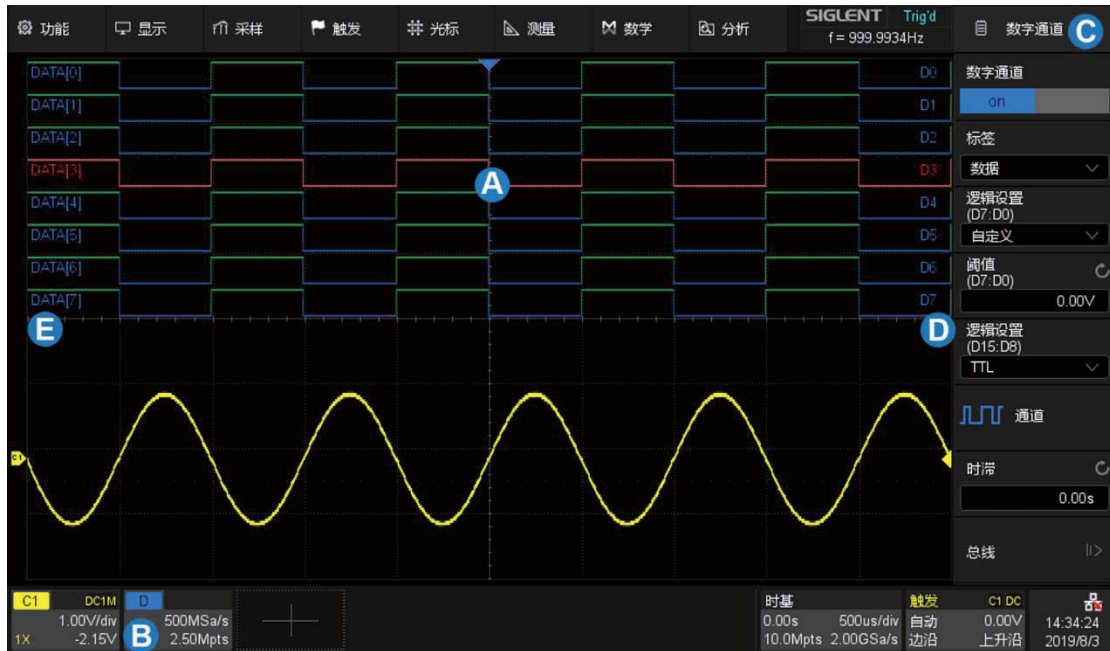 功能 显示 采样 触发 光标 测量 数学 分析 SIGLENT Trig'd 数字通道 C
f = 999.9934Hz
DATA[0] D0 数字通道
on
DATA[1] D1
DATA[2] D2 标签
DATA[3] D3 数据
A
DATA[4] D4 逻辑设置
(D7:D0)
DATA[5] D5 自定义
DATA[6] D6 阈值
(D7:D0)
DATA[7] D7 0.00V
E D 逻辑设置
(D15:D8)
TTL
通道
C1 时滞
0.00s
总线
C1 DC1M D 时基 触发 C1 DC
1.00V/div 500MSa/s 0.00s 500us/div 自动 0.00V 14:34:24
1X -2.15V B 2.50Mpts 10.0Mpts 2.00GSa/s 边沿 上升沿 2019/8/3